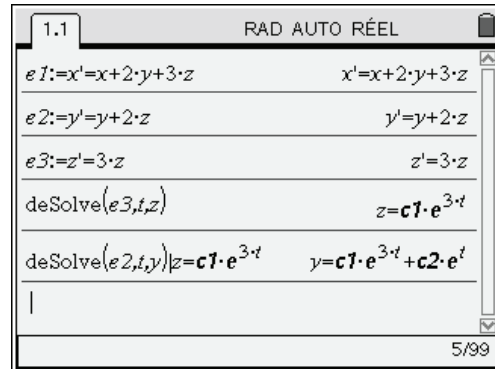 1.1 RAD AUTO RÉEL
e1:=x'=x+2·y+3·z x'=x+2·y+3·z
e2:=y'=y+2·z y'=y+2·z
e3:=z'=3·z z'=3·z
deSolve(e3,t,z) z=c1·e^{3·t}
deSolve(e2,t,y)|z=c1·e^{3·t} y=c1·e^{3·t}+c2·e^{t}
5/99